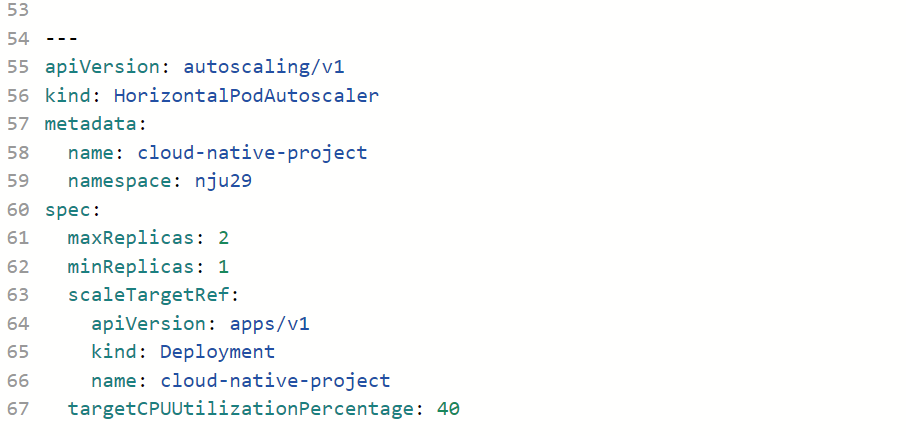 53
54 ---
55 apiVersion: autoscaling/v1
56 kind: HorizontalPodAutoscaler
57 metadata:
58   name: cloud-native-project
59   namespace: nju29
60 spec:
61   maxReplicas: 2
62   minReplicas: 1
63   scaleTargetRef:
64     apiVersion: apps/v1
65     kind: Deployment
66     name: cloud-native-project
67   targetCPUUtilizationPercentage: 40